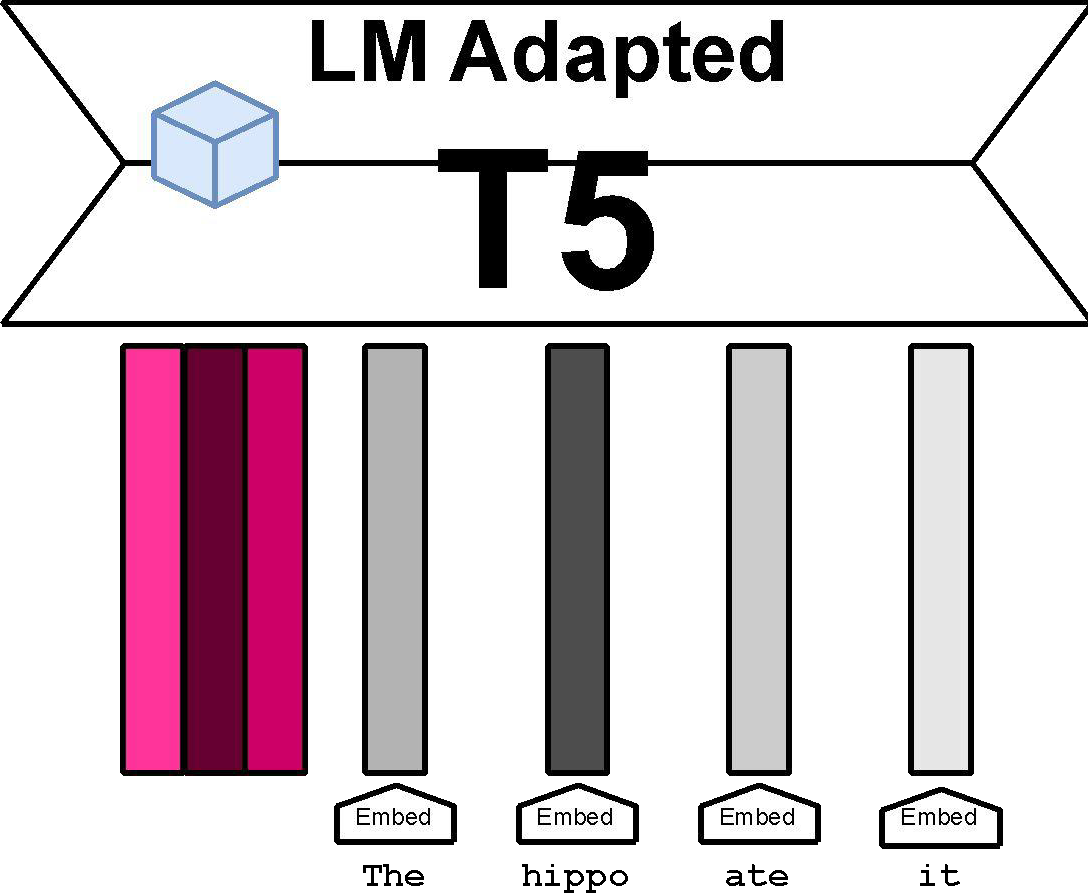 LM Adapted
T5
Embed Embed Embed Embed
The hippo ate it